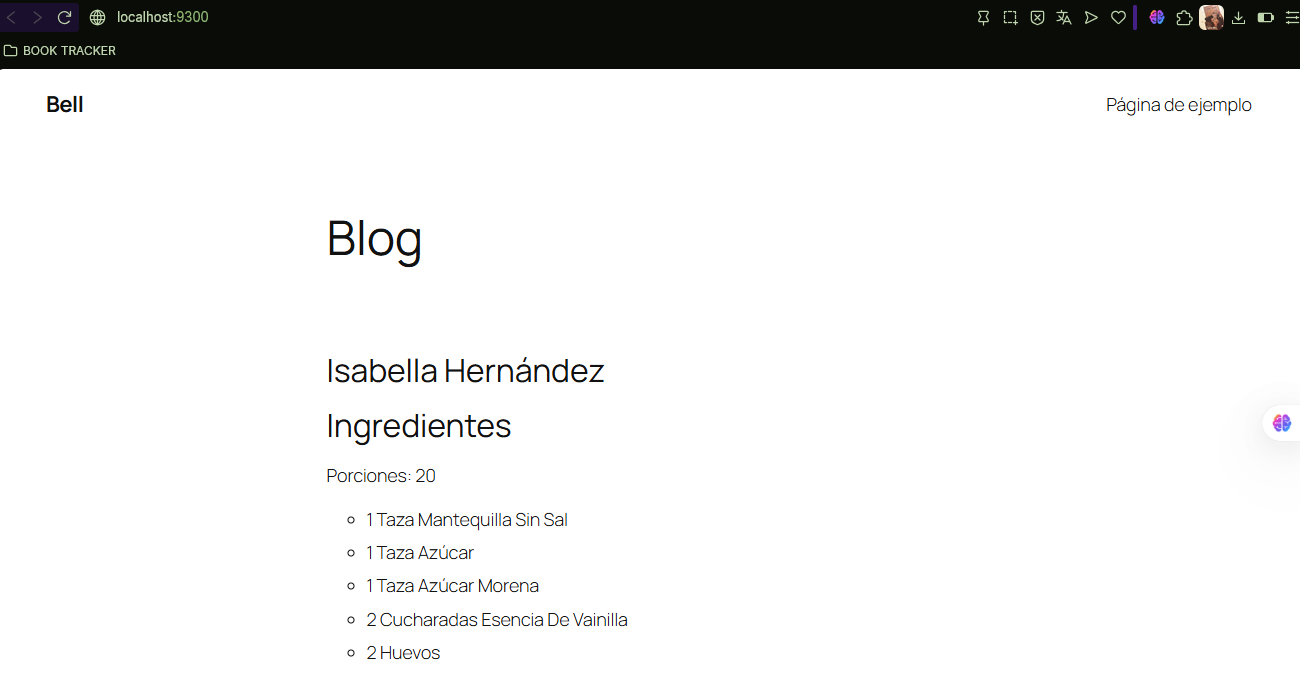 localhost:9300
BOOK TRACKER
Bell
Página de ejemplo
Blog
Isabella Hernández
Ingredientes
Porciones: 20
1 Taza Mantequilla Sin Sal
1 Taza Azúcar
1 Taza Azúcar Morena
2 Cucharadas Esencia De Vainilla
2 Huevos